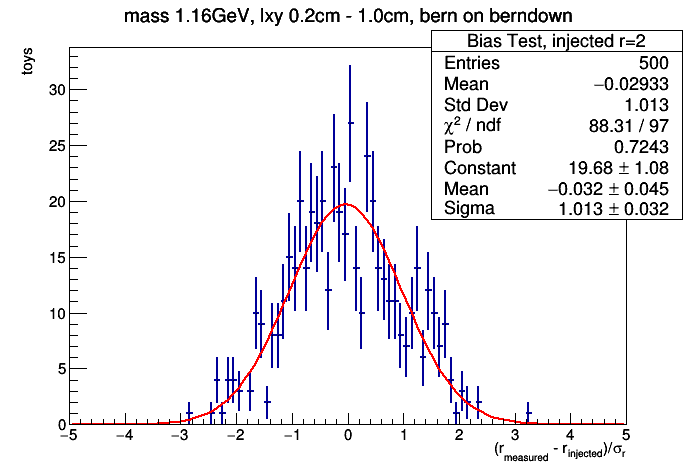 mass 1.16GeV, lxy 0.2cm - 1.0cm, bern on berndown
toys
Bias Test, injected r=2
Entries 500
Mean −0.02933
Std Dev 1.013
χ² / ndf 88.31 / 97
Prob 0.7243
Constant 19.68 ± 1.08
Mean −0.032 ± 0.045
Sigma 1.013 ± 0.032
30
25
20
15
10
5
0
−5 −4 −3 −2 −1 0 1 2 3 4 5
(r_measured - r_injected)/σ_r